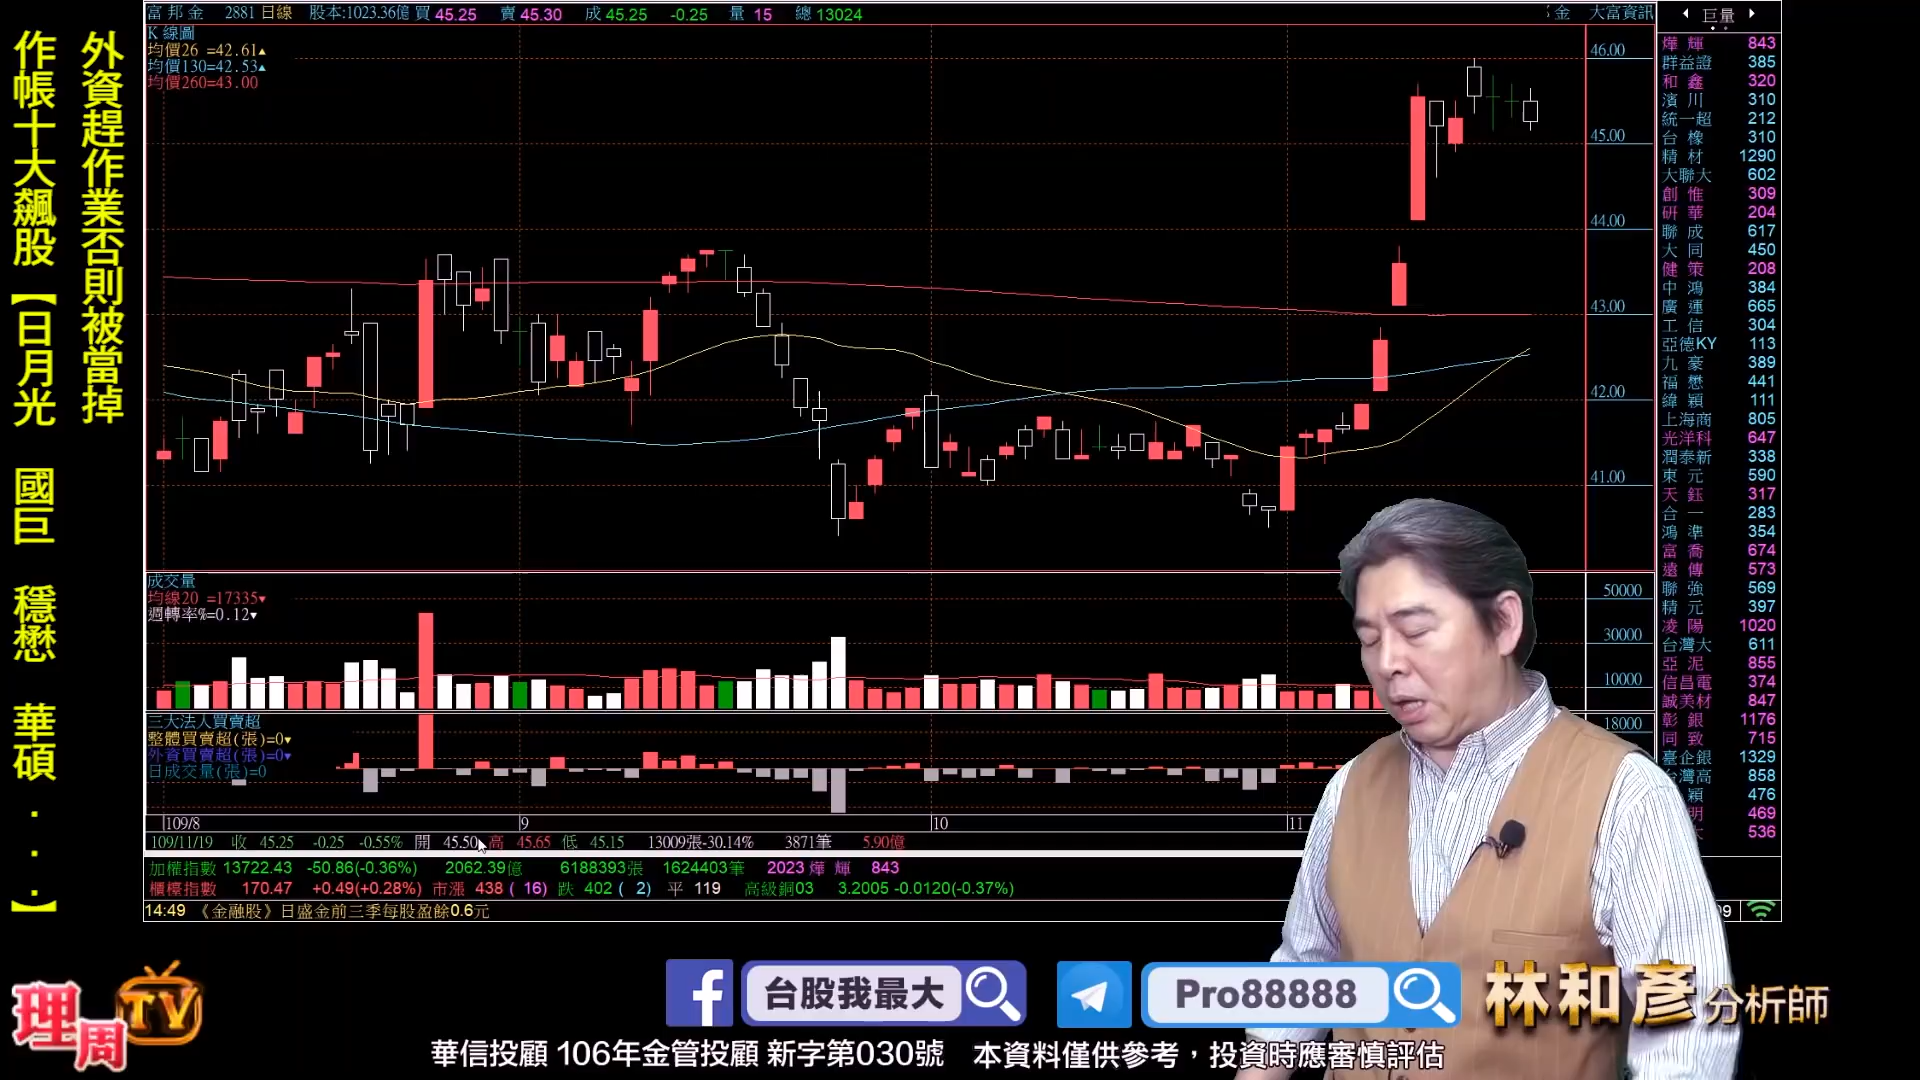 外資趕作業否則被當掉
作帳十大飆股【日月光 國巨 穩懋 華碩...】
富邦金 2881 日線 股本:1023.36億 買 45.25 賣 45.30 成 45.25 -0.25 量 15 總 13024
金 大富資訊
K 線圖
均價26 =42.61▲
均價130=42.53▲
均價260=43.00
46.00
45.00
44.00
43.00
42.00
41.00
成交量
均線20 =17335▼
週轉率%=0.12▼
50000
30000
10000
三大法人買賣超
整體買賣超(張)=0▼
外資買賣超(張)=0▼
日成交量(張)=0
18000
109/8 9 10 11
109/11/19 收 45.25 -0.25 -0.55% 開 45.50 高 45.65 低 45.15 13009張-30.14% 3871筆 5.90億
加權指數 13722.43 -50.86(-0.36%) 2062.39億 6188393張 1624403筆 2023 燁 輝 843
櫃檯指數 170.47 +0.49(+0.28%) 市漲 438 ( 16) 跌 402 ( 2) 平 119 高級銅03 3.2005 -0.0120(-0.37%)
14:49 《金融股》日盛金前三季每股盈餘0.6元
巨量
燁 輝 843
群益證 385
和 鑫 320
濱 川 310
統一超 212
台 橡 310
精 材 1290
大聯大 602
創 惟 309
研 華 204
聯 成 617
大 同 450
健 策 208
中 鴻 384
廣 運 665
工 信 304
亞德KY 113
九 豪 389
福 懋 441
緯 穎 111
上海商 805
光洋科 647
潤泰新 338
東 元 590
天 鈺 317
合 一 283
鴻 準 354
富 喬 674
遠 傳 573
聯 強 569
精 元 397
凌 陽 1020
台灣大 611
亞 泥 855
信昌電 374
誠美材 847
彰 銀 1176
同 致 715
臺企銀 1329
台灣高 858
穎 476
明 469
536
理周TV
台股我最大
Pro88888
林和彥 分析師
華信投顧 106年金管投顧 新字第030號 本資料僅供參考，投資時應審慎評估